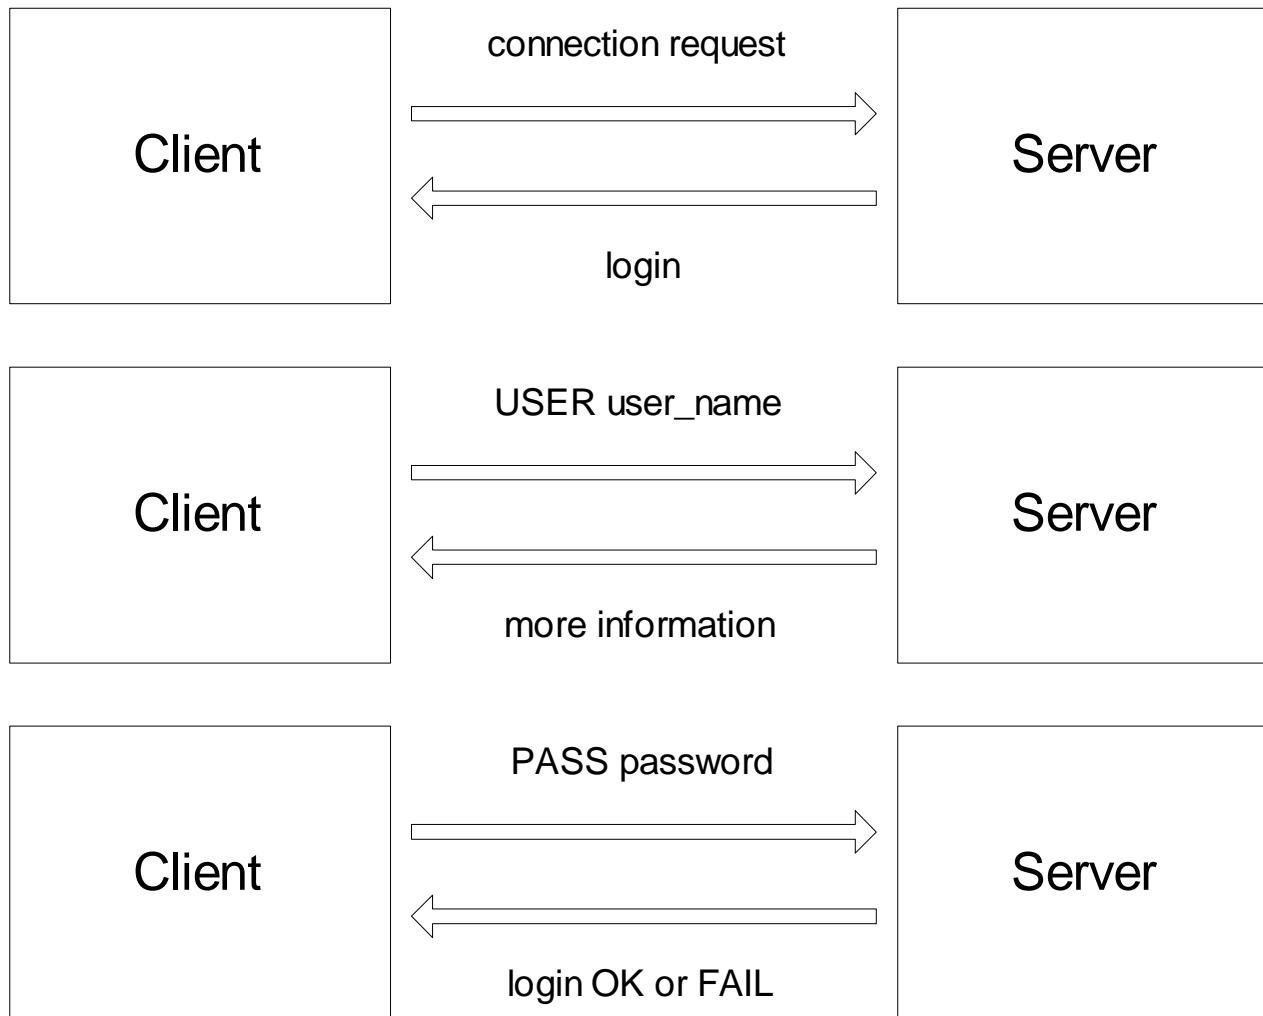 connection request
Client
Server
login
USER user_name
Client
Server
more information
PASS password
Client
Server
login OK or FAIL